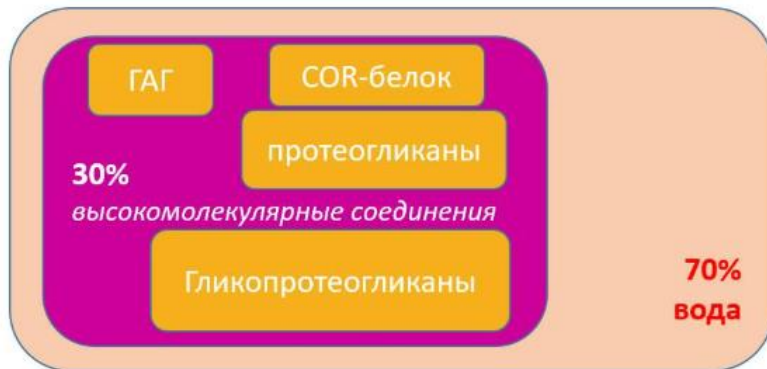 ГАГ
COR-белок
протеогликаны
30%
высокомолекулярные соединения
Гликопротеогликаны
70%
вода